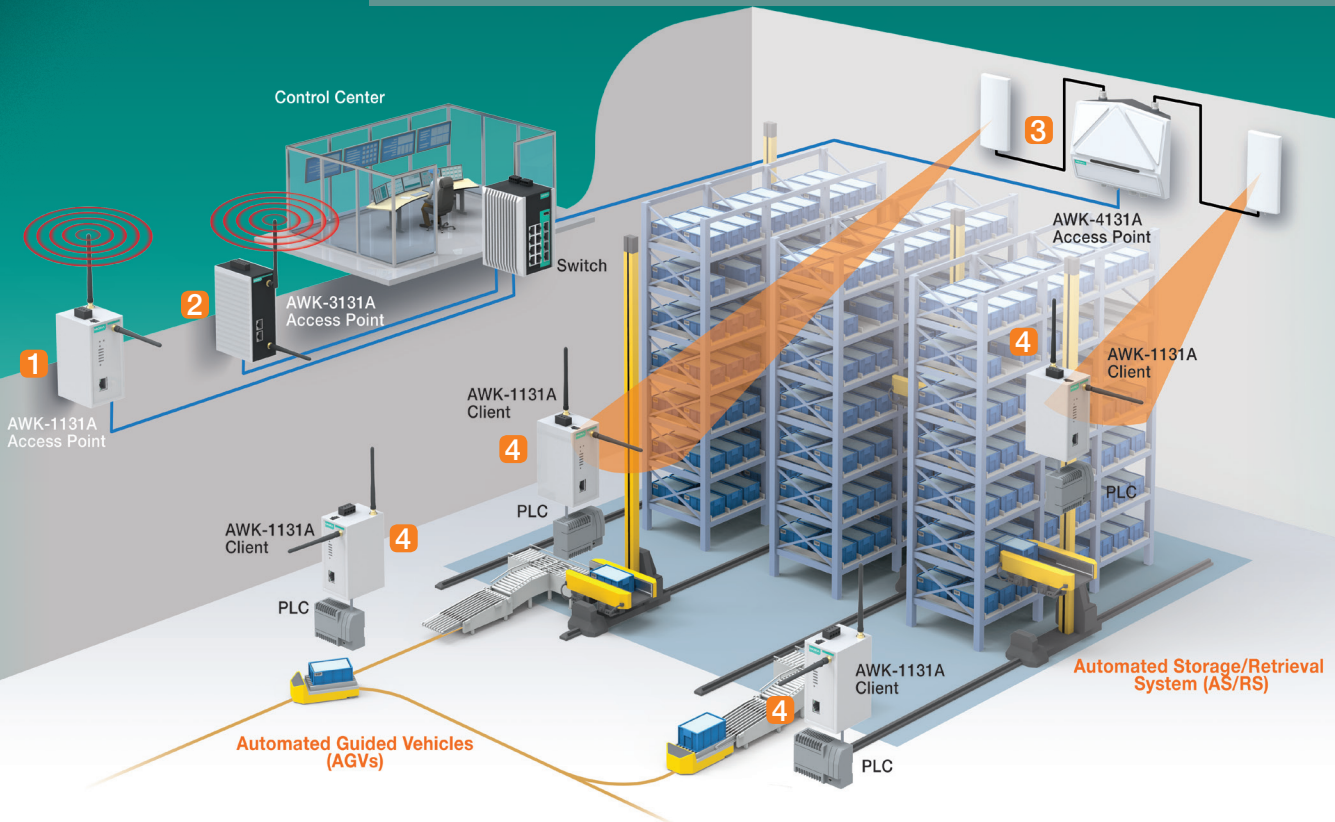 Control Center
3
AWK-4131A
Access Point
Switch
2
AWK-3131A
Access Point
1
AWK-1131A
Access Point
4
AWK-1131A
Client
PLC
AWK-1131A
Client
4
PLC
AWK-1131A
Client
4
PLC
AWK-1131A
Client
4
PLC
Automated Storage/Retrieval
System (AS/RS)
Automated Guided Vehicles
(AGVs)